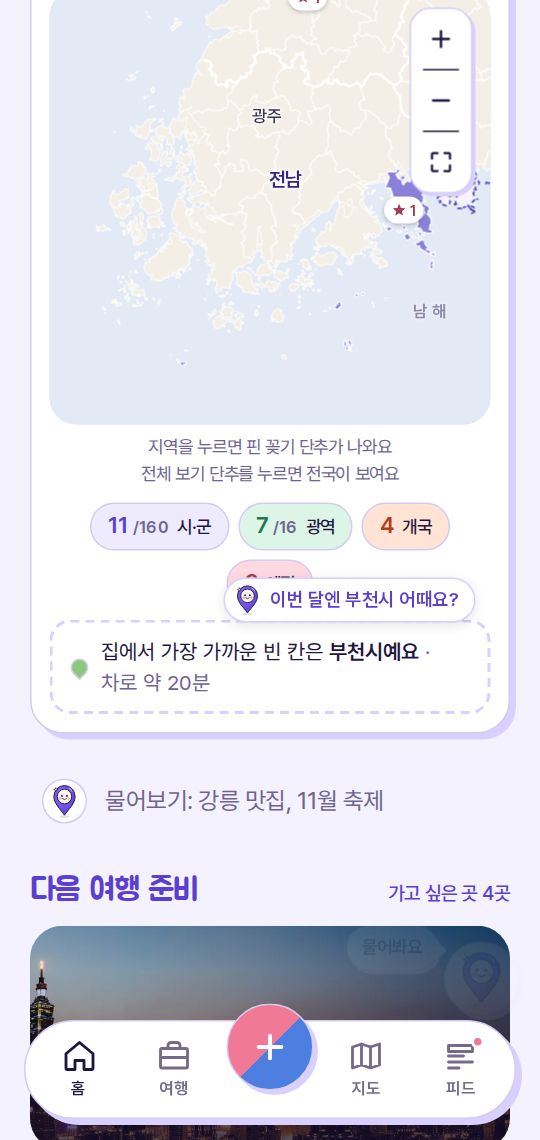 광주
전남
★ 1
남 해
지역을 누르면 핀 꽂기 단추가 나와요
전체 보기 단추를 누르면 전국이 보여요
11 /160 시·군
7 /16 광역
4 개국
이번 달엔 부천시 어때요?
집에서 가장 가까운 빈 칸은 부천시예요 ·
차로 약 20분
물어보기: 강릉 맛집, 11월 축제
다음 여행 준비
가고 싶은 곳 4곳
물어봐요
홈
여행
지도
피드